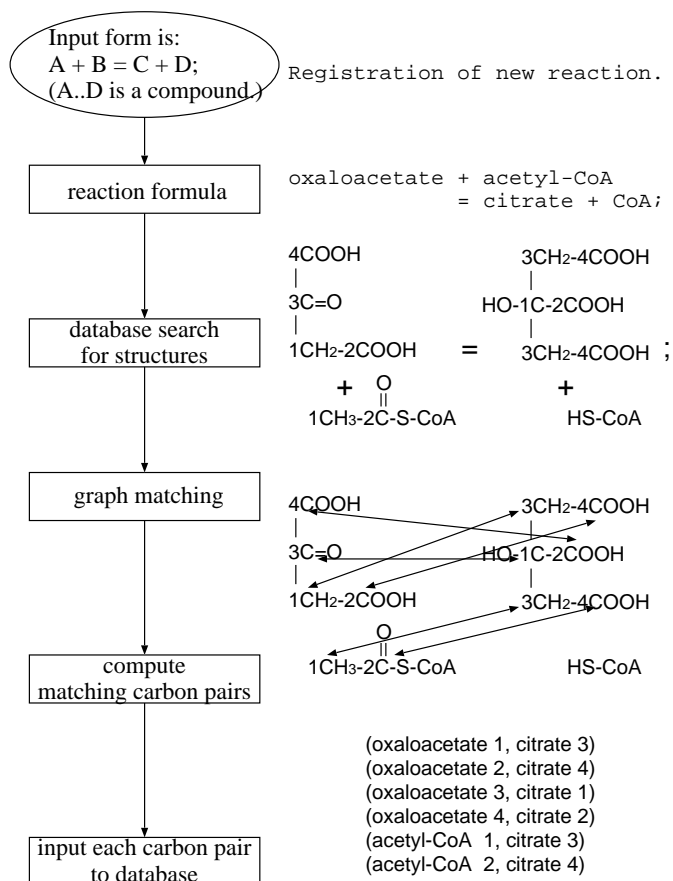 Input form is:
A + B = C + D;
(A..D is a compound.)
Registration of new reaction.
reaction formula
oxaloacetate + acetyl-CoA
= citrate + CoA;
database search
for structures
4COOH
3C=O
1CH2-2COOH
+
O
1CH3-2C-S-CoA
=
3CH2-4COOH
HO-1C-2COOH
3CH2-4COOH
;
+
HS-CoA
graph matching
4COOH
3C=O
1CH2-2COOH
O
1CH3-2C-S-CoA
3CH2-4COOH
HO-1C-2COOH
3CH2-4COOH
HS-CoA
compute
matching carbon pairs
(oxaloacetate 1, citrate 3)
(oxaloacetate 2, citrate 4)
(oxaloacetate 3, citrate 1)
(oxaloacetate 4, citrate 2)
(acetyl-CoA 1, citrate 3)
(acetyl-CoA 2, citrate 4)
input each carbon pair
to database